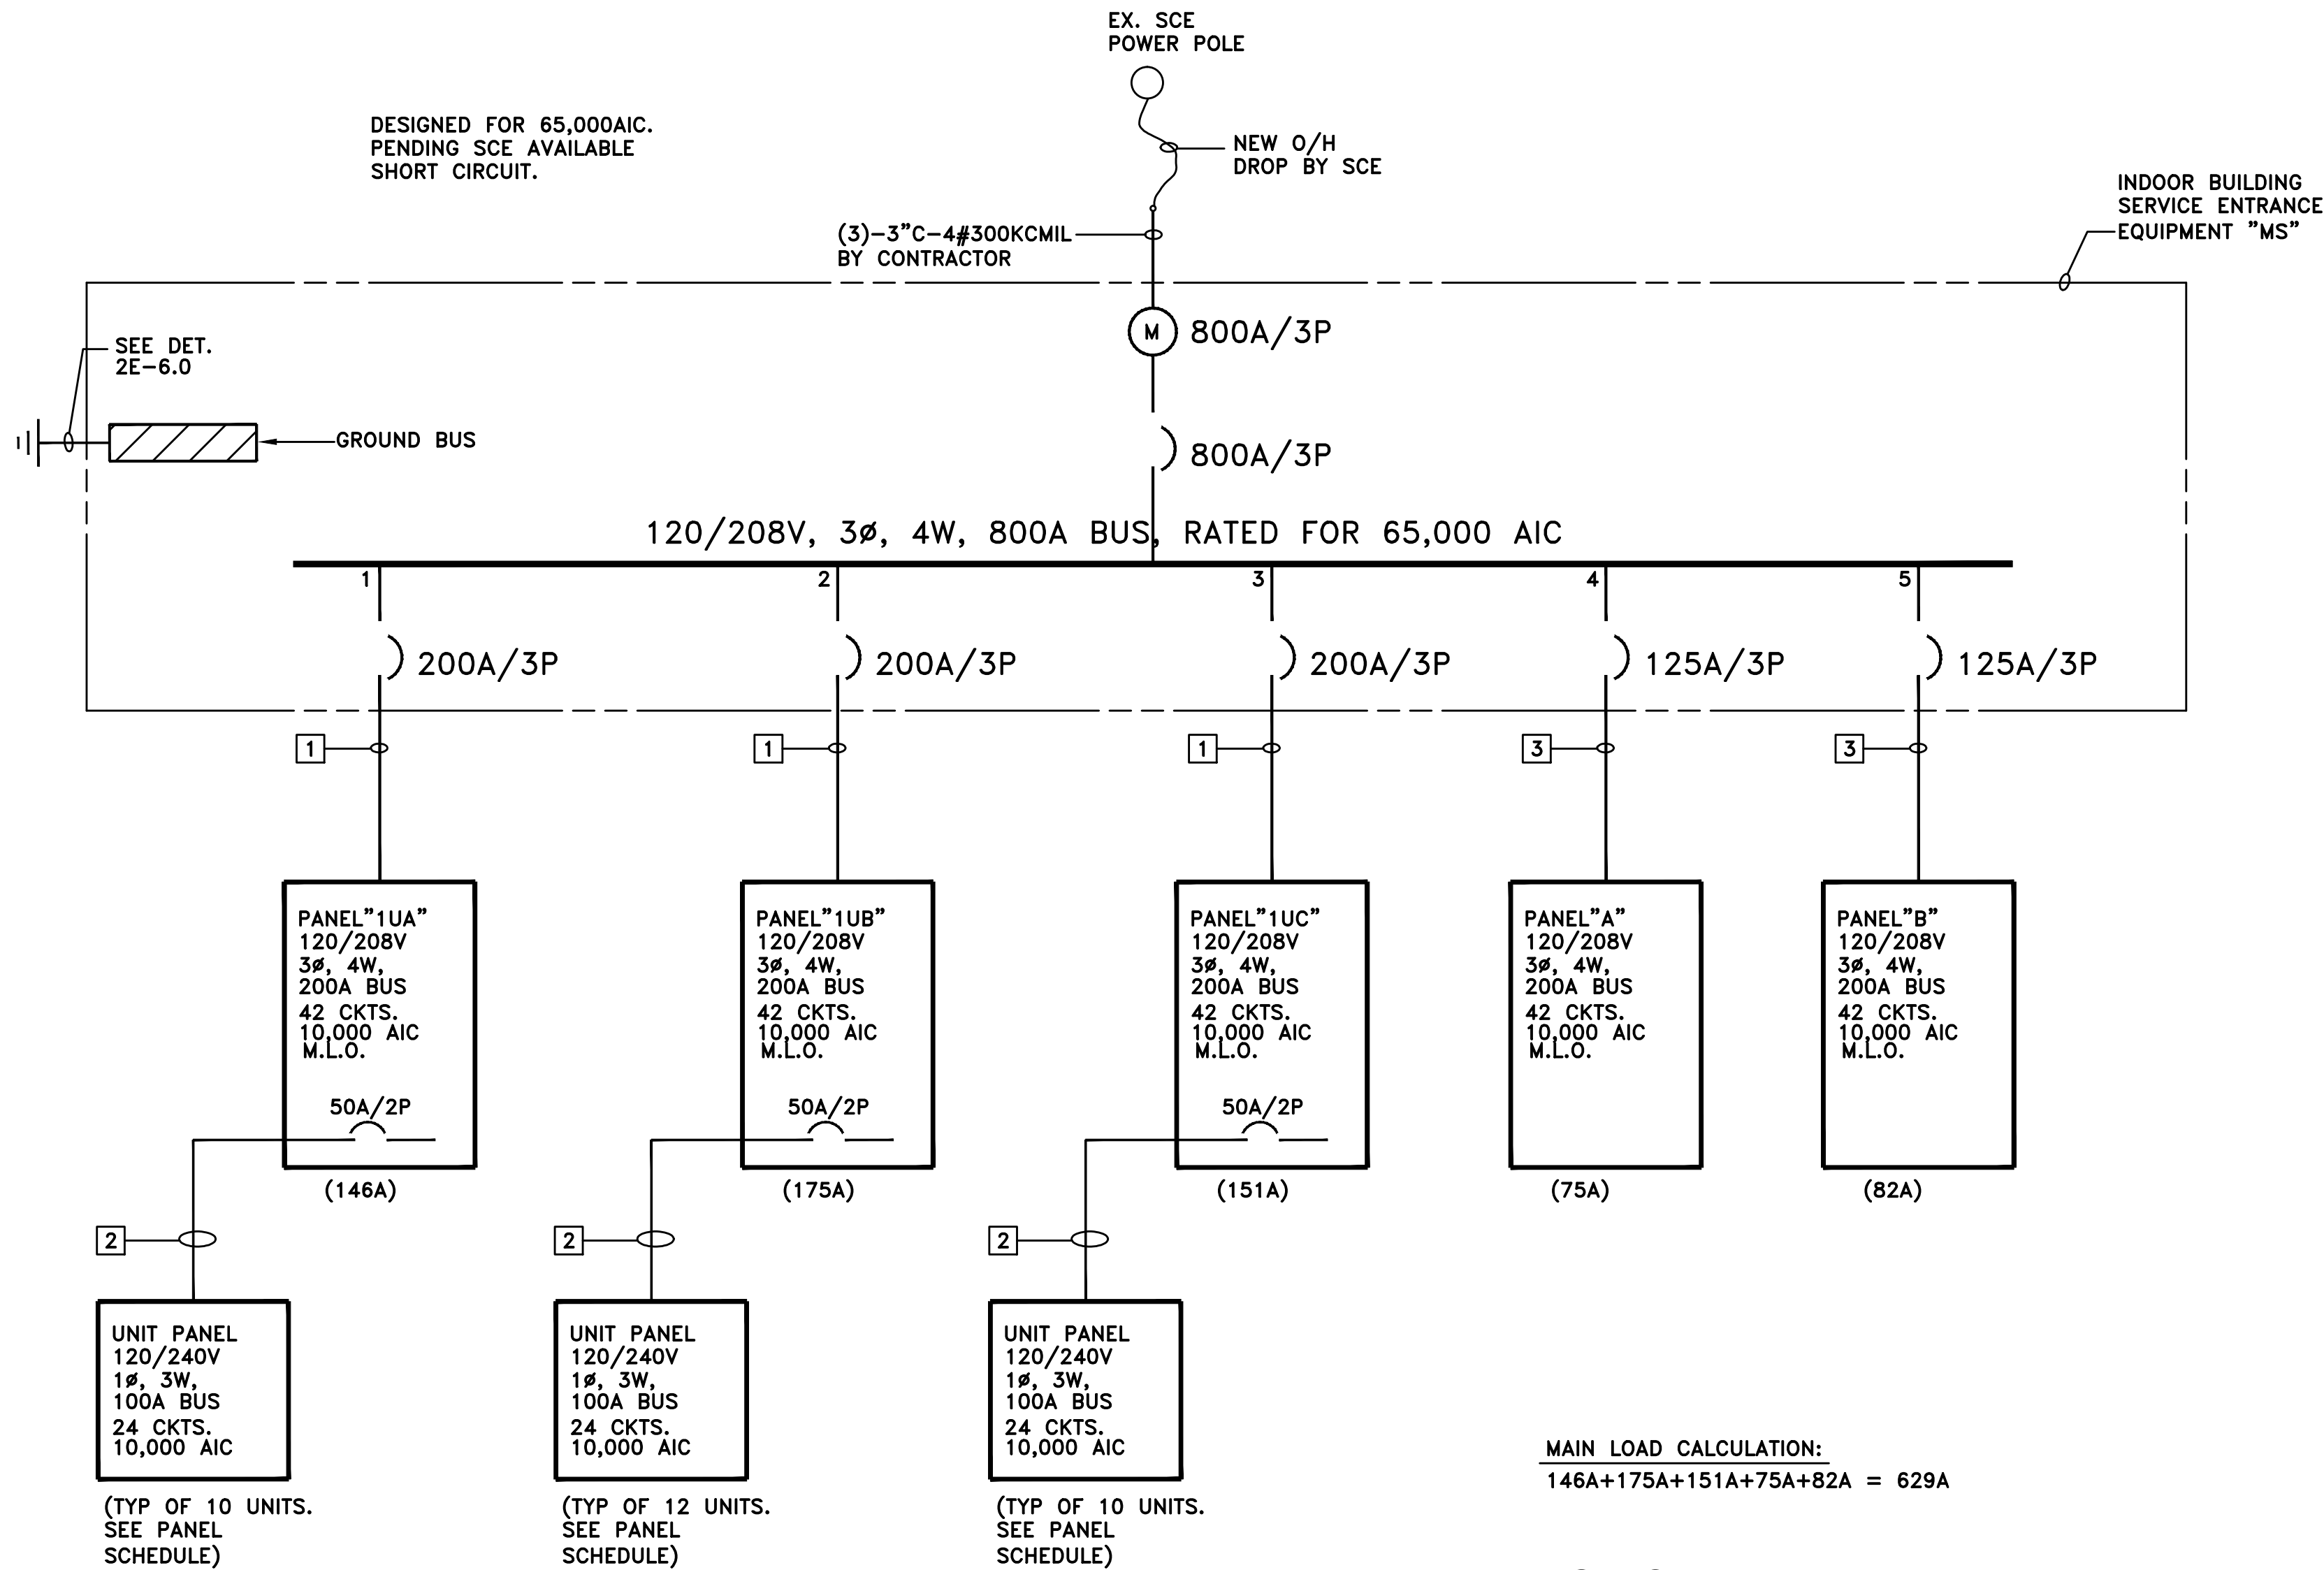 EX. SCE
POWER POLE
DESIGNED FOR 65,000AIC.
PENDING SCE AVAILABLE
SHORT CIRCUIT.
NEW O/H
DROP BY SCE
INDOOR BUILDING
SERVICE ENTRANCE
EQUIPMENT "MS"
(3)-3"C-4#300KCMIL
BY CONTRACTOR
M
800A/3P
SEE DET.
2E-6.0
GROUND BUS
800A/3P
120/208V, 3ø, 4W, 800A BUS, RATED FOR 65,000 AIC
1
2
3
4
5
200A/3P
200A/3P
200A/3P
125A/3P
125A/3P
1
1
1
3
3
PANEL"1UA"
120/208V
3ø, 4W,
200A BUS
42 CKTS.
10,000 AIC
M.L.O.
50A/2P
(146A)
PANEL"1UB"
120/208V
3ø, 4W,
200A BUS
42 CKTS.
10,000 AIC
M.L.O.
50A/2P
(175A)
PANEL"1UC"
120/208V
3ø, 4W,
200A BUS
42 CKTS.
10,000 AIC
M.L.O.
50A/2P
(151A)
PANEL"A"
120/208V
3ø, 4W,
200A BUS
42 CKTS.
10,000 AIC
M.L.O.
(75A)
PANEL"B"
120/208V
3ø, 4W,
200A BUS
42 CKTS.
10,000 AIC
M.L.O.
(82A)
2
2
2
UNIT PANEL
120/240V
1ø, 3W,
100A BUS
24 CKTS.
10,000 AIC
(TYP OF 10 UNITS.
SEE PANEL
SCHEDULE)
UNIT PANEL
120/240V
1ø, 3W,
100A BUS
24 CKTS.
10,000 AIC
(TYP OF 12 UNITS.
SEE PANEL
SCHEDULE)
UNIT PANEL
120/240V
1ø, 3W,
100A BUS
24 CKTS.
10,000 AIC
(TYP OF 10 UNITS.
SEE PANEL
SCHEDULE)
MAIN LOAD CALCULATION:
146A+175A+151A+75A+82A = 629A